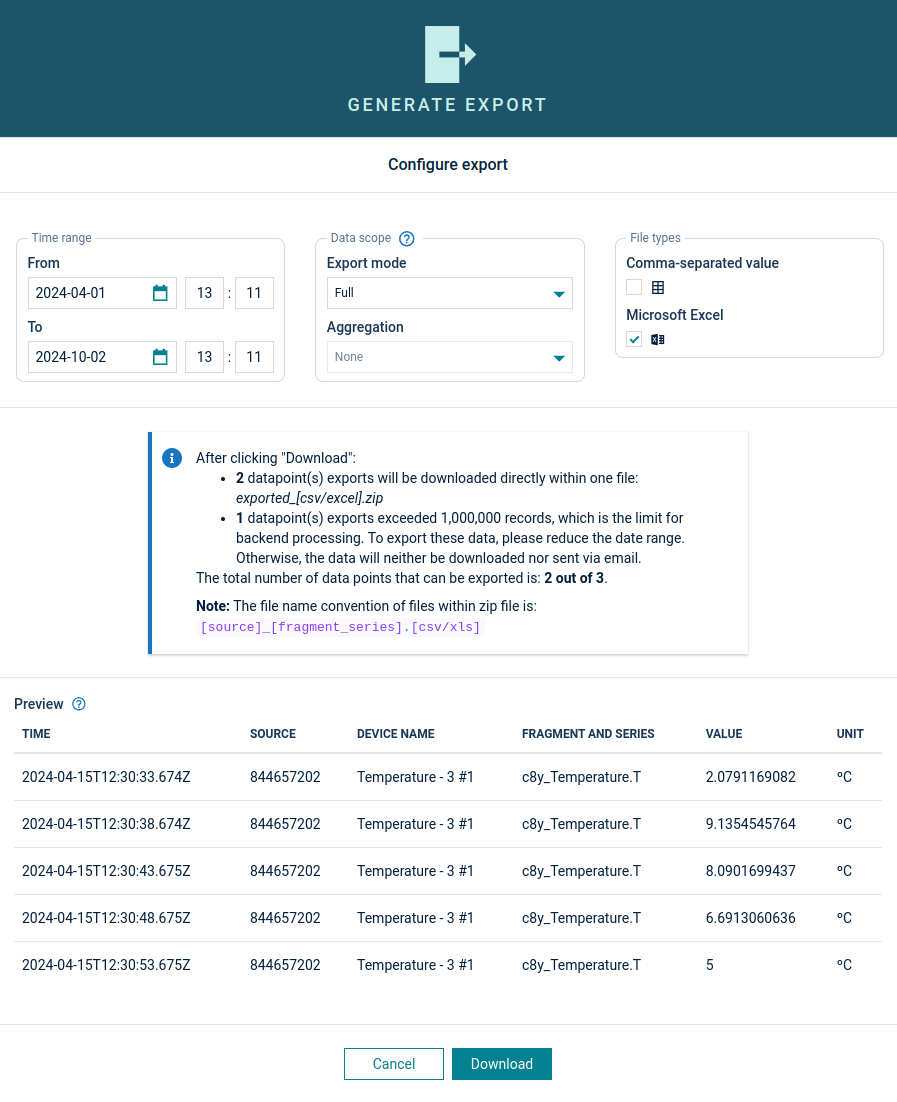 GENERATE EXPORT
Configure export
Time range
From
2024-04-01 13 : 11
To
2024-10-02 13 : 11
Data scope ?
Export mode
Full
Aggregation
None
File types
Comma-separated value
Microsoft Excel
After clicking "Download":
• 2 datapoint(s) exports will be downloaded directly within one file:
exported_[csv/excel].zip
• 1 datapoint(s) exports exceeded 1,000,000 records, which is the limit for
backend processing. To export these data, please reduce the date range.
Otherwise, the data will neither be downloaded nor sent via email.
The total number of data points that can be exported is: 2 out of 3.
Note: The file name convention of files within zip file is:
[source]_[fragment_series].[csv/xls]
Preview ?
TIME SOURCE DEVICE NAME FRAGMENT AND SERIES VALUE UNIT
2024-04-15T12:30:33.674Z 844657202 Temperature - 3 #1 c8y_Temperature.T 2.0791169082 ºC
2024-04-15T12:30:38.674Z 844657202 Temperature - 3 #1 c8y_Temperature.T 9.1354545764 ºC
2024-04-15T12:30:43.675Z 844657202 Temperature - 3 #1 c8y_Temperature.T 8.0901699437 ºC
2024-04-15T12:30:48.675Z 844657202 Temperature - 3 #1 c8y_Temperature.T 6.6913060636 ºC
2024-04-15T12:30:53.675Z 844657202 Temperature - 3 #1 c8y_Temperature.T 5 ºC
Cancel Download